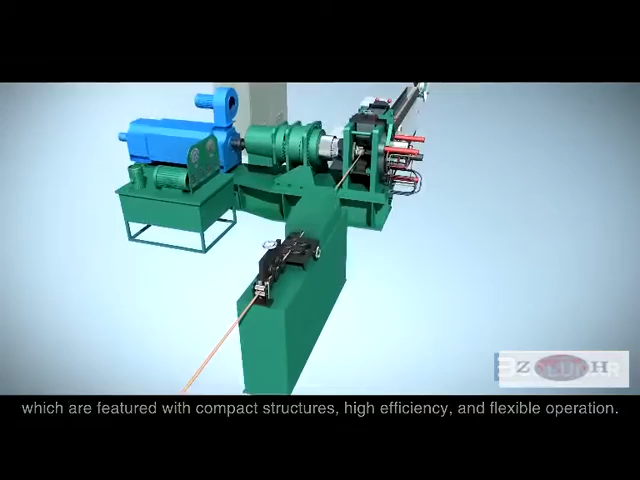 Z H
which are featured with compact structures, high efficiency, and flexible operation.